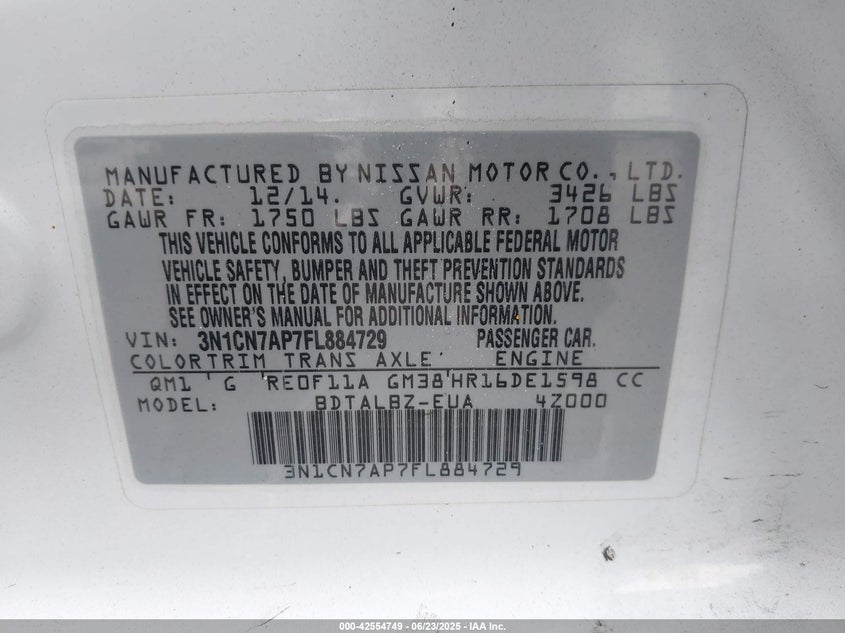 MANUFACTURED BY NISSAN MOTOR CO., LTD.
DATE: 12/14. GVWR: 3426 LBS
GAWR FR: 1750 LBS GAWR RR: 1708 LBS
THIS VEHICLE CONFORMS TO ALL APPLICABLE FEDERAL MOTOR
VEHICLE SAFETY, BUMPER AND THEFT PREVENTION STANDARDS
IN EFFECT ON THE DATE OF MANUFACTURE SHOWN ABOVE.
SEE OWNER'S MANUAL FOR ADDITIONAL INFORMATION.
VIN: 3N1CN7AP7FL884729 PASSENGER CAR.
COLORTRIM TRANS AXLE' ENGINE
QM1 ' G 'RE0F11A GM38'HR16DE1598 CC
MODEL: BDTALBZ-EUA 4Z000
3N1CN7AP7FL884729
000-42554749 - 06/23/2025 - IAA Inc.